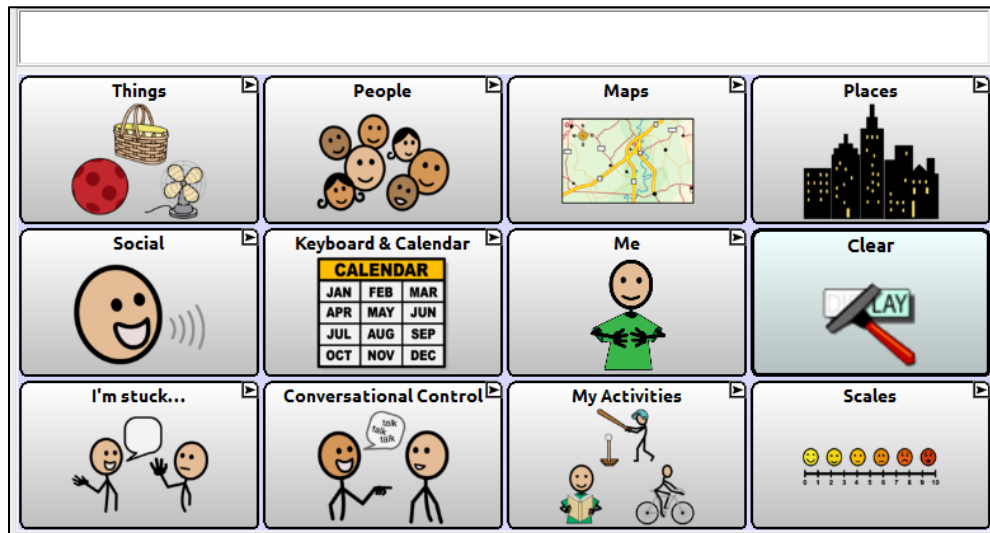 Things
People
Maps
Places
Social
Keyboard & Calendar
CALENDAR
JAN FEB MAR
APR MAY JUN
JUL AUG SEP
OCT NOV DEC
Me
Clear
DISPLAY
I'm stuck...
Conversational Control
talk
talk
talk
My Activities
Scales
0 1 2 3 4 5 6 7 8 9 10